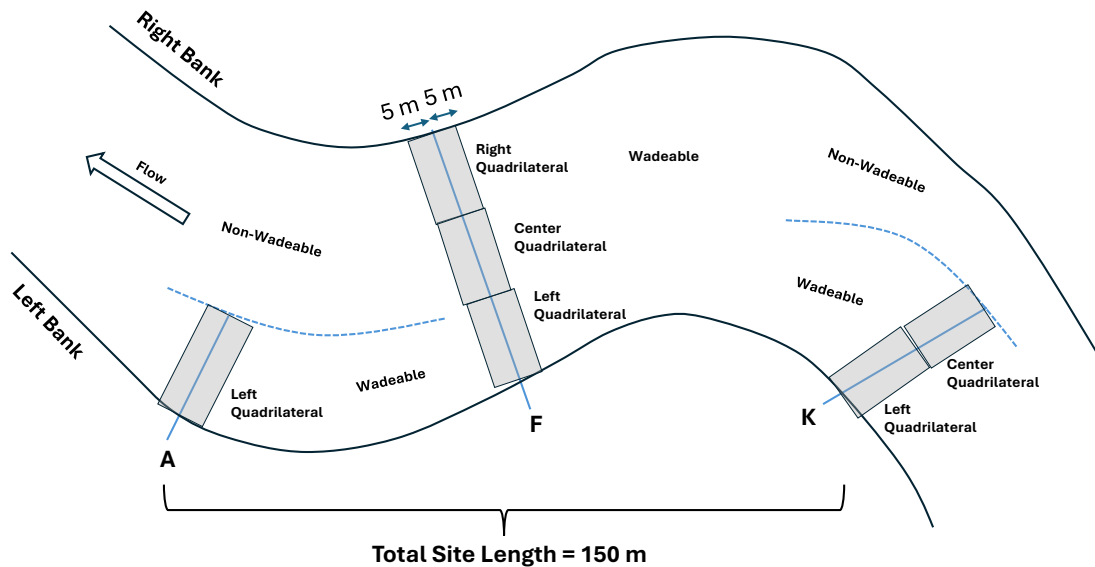 Right Bank
5 m 5 m
Right
Quadrilateral
Wadeable
Non-Wadeable
Flow
Non-Wadeable
Center
Quadrilateral
Left Bank
Left
Quadrilateral
Wadeable
Wadeable
Left
Quadrilateral
Center
Quadrilateral
Left
Quadrilateral
A
F
K
Total Site Length = 150 m